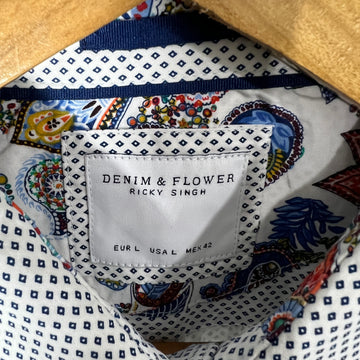 DENIM & FLOWER
RICKY SINGH
EUR L USA L MEX 42